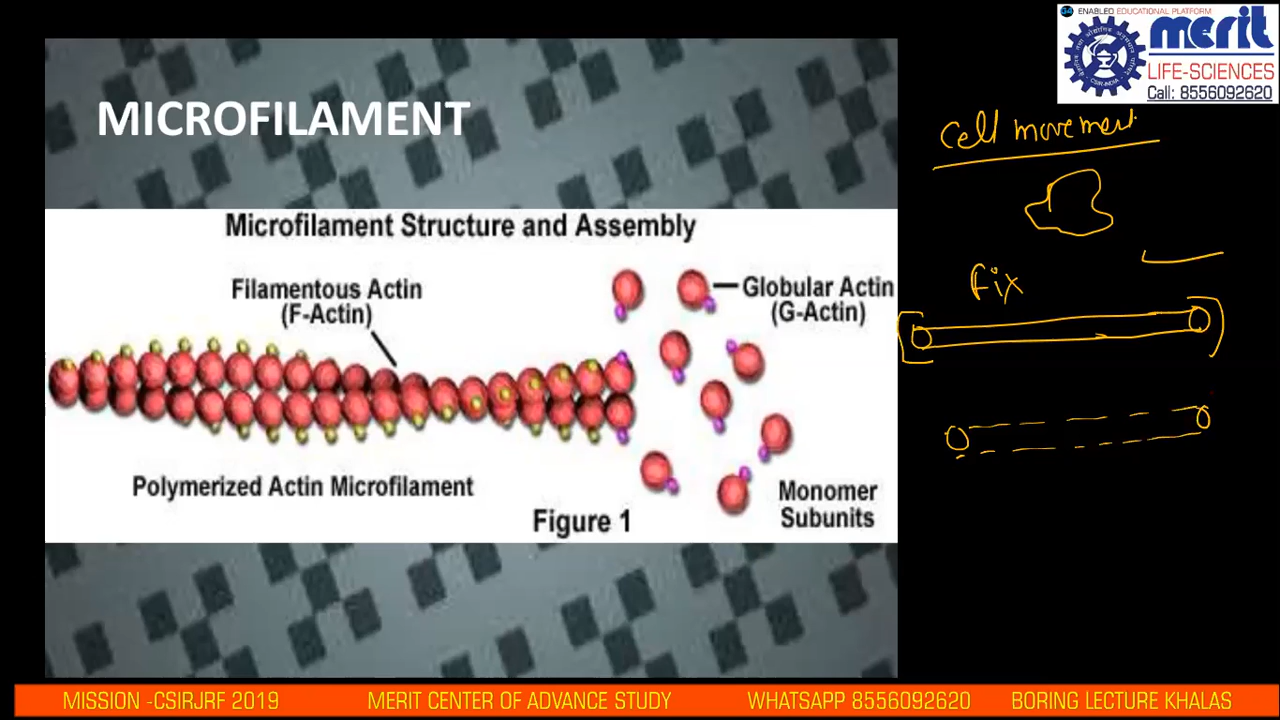 ENABLED EDUCATIONAL PLATFORM
merit
LIFE-SCIENCES
Call: 8556092620
CSIR-INDIA
MICROFILAMENT
cell movement
Microfilament Structure and Assembly
Filamentous Actin
(F-Actin)
Globular Actin
(G-Actin)
Fix
Polymerized Actin Microfilament
Monomer
Subunits
Figure 1
MISSION -CSIRJRF 2019 MERIT CENTER OF ADVANCE STUDY WHATSAPP 8556092620 BORING LECTURE KHALAS